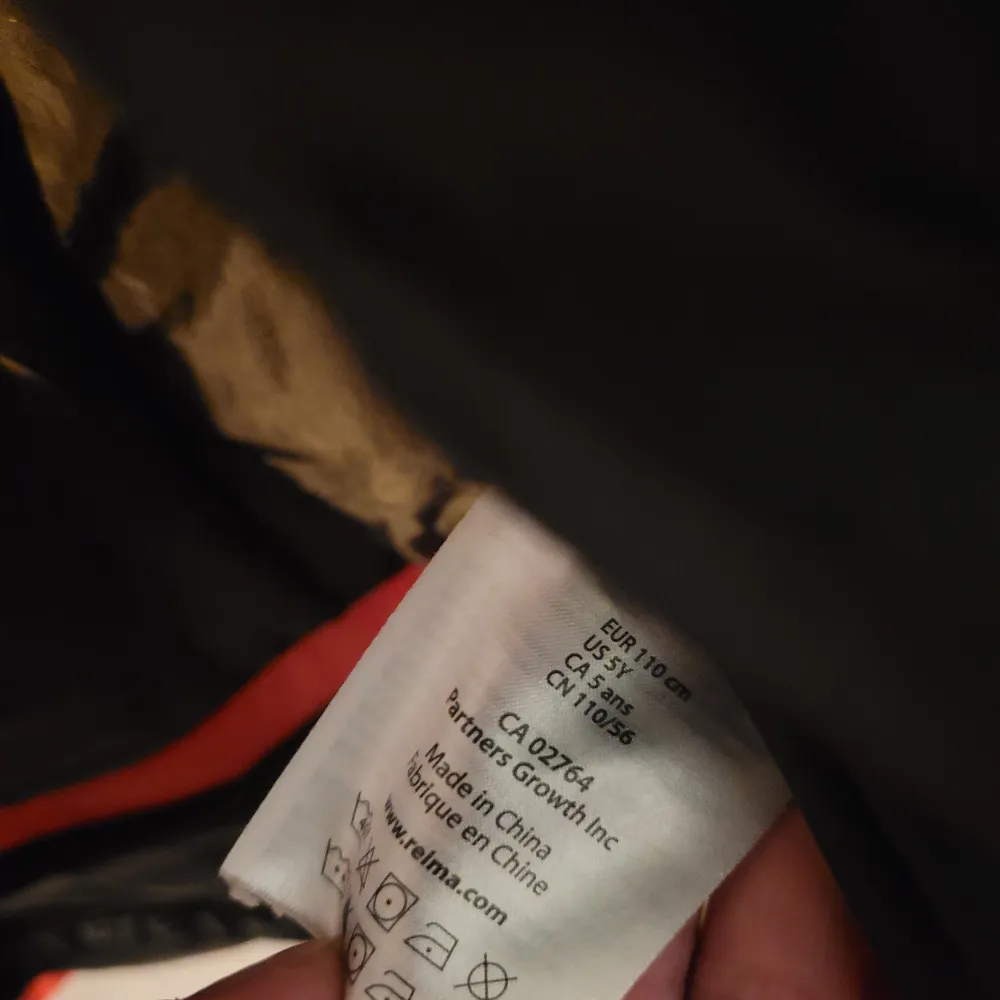 EUR 110 cm
US 5Y
CA 5 ans
CN 110/56
CA 02764
Partners Growth Inc
Made in China
Fabrique en Chine
www.reima.com